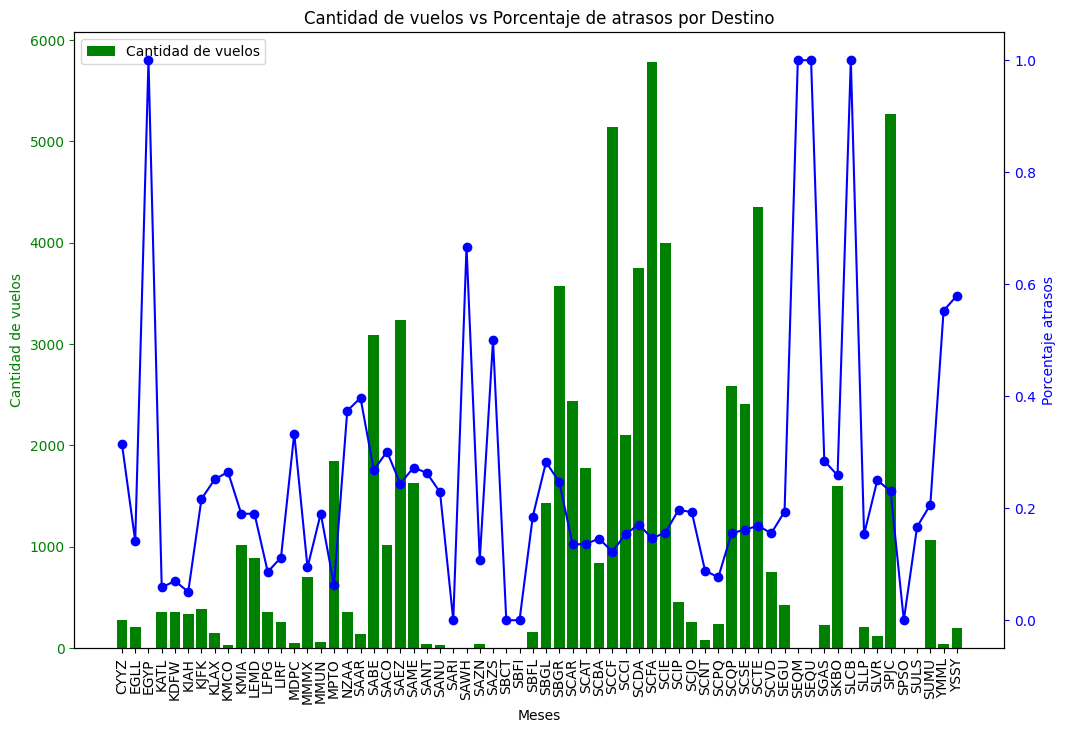 Cantidad de vuelos vs Porcentaje de atrasos por Destino
Cantidad de vuelos
6000
5000
4000
3000
2000
1000
0
Cantidad de vuelos
1.0
0.8
0.6
0.4
0.2
0.0
Porcentaje atrasos
CYYZ
EGLL
EGYP
KATL
KDFW
KIAH
KJFK
KLAX
KMCO
KMIA
LEMD
LFPG
LIRF
MDPC
MMMX
MMUN
MPTO
NZAA
SAAR
SABE
SACO
SAEZ
SAME
SANT
SANU
SARI
SAWH
SAZN
SAZS
SBCT
SBFI
SBFL
SBGL
SBGR
SCAR
SCAT
SCBA
SCCF
SCCI
SCDA
SCFA
SCIE
SCIP
SCJO
SCNT
SCPQ
SCQP
SCSE
SCTE
SCVD
SEGU
SEQM
SEQU
SGAS
SKBO
SLCB
SLLP
SLVR
SPJC
SPSO
SULS
SUMU
YMML
YSSY
Meses